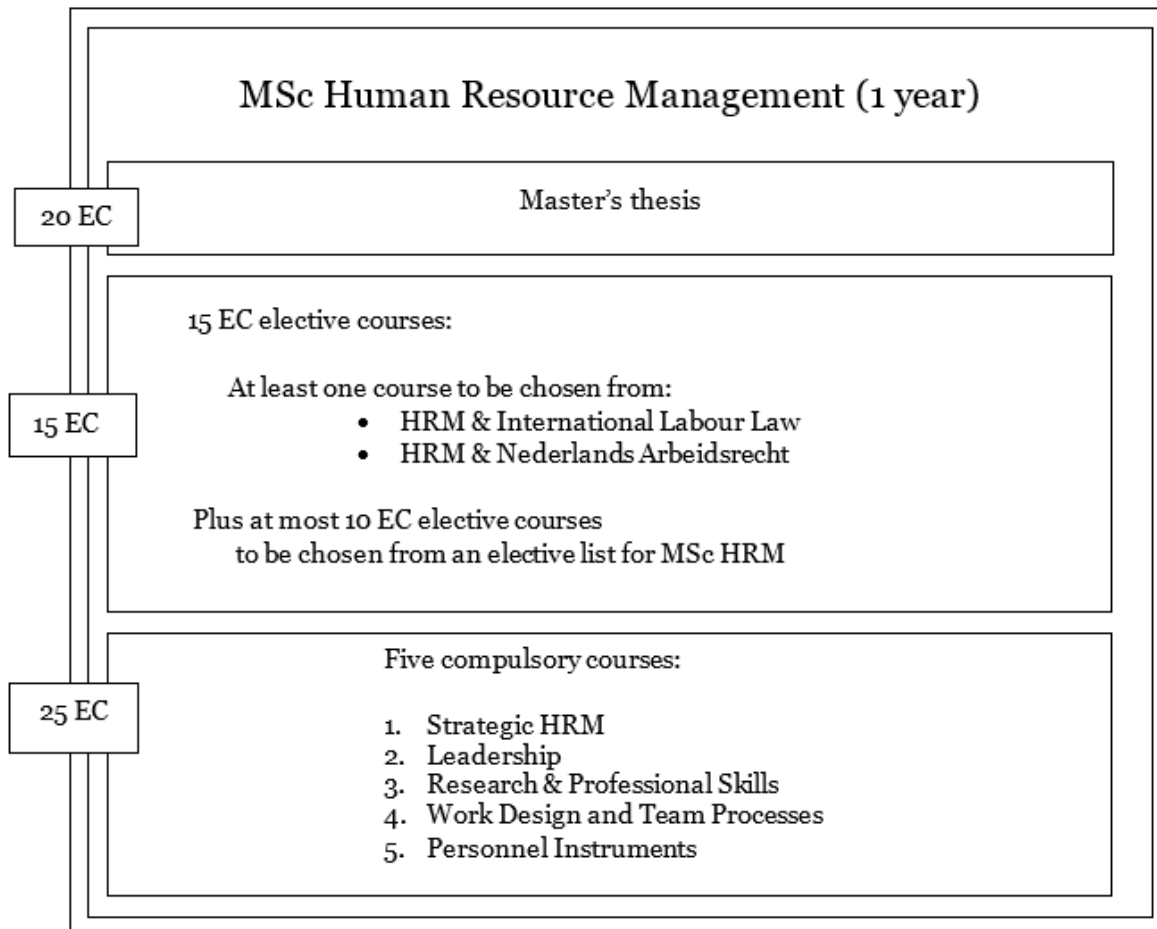 MSc Human Resource Management (1 year)
20 EC
Master’s thesis
15 EC
15 EC elective courses:
At least one course to be chosen from:
• HRM & International Labour Law
• HRM & Nederlands Arbeidsrecht
Plus at most 10 EC elective courses
to be chosen from an elective list for MSc HRM
25 EC
Five compulsory courses:
1. Strategic HRM
2. Leadership
3. Research & Professional Skills
4. Work Design and Team Processes
5. Personnel Instruments